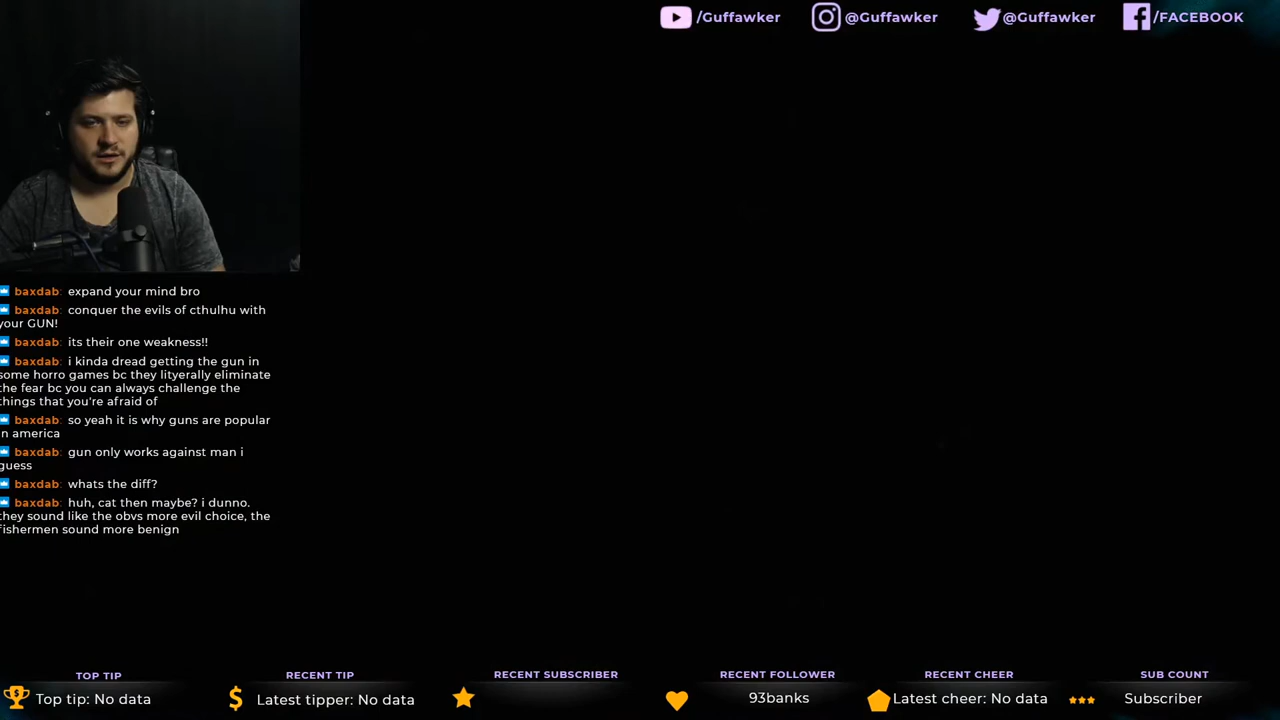 /Guffawker @Guffawker @Guffawker /FACEBOOK
baxdab: expand your mind bro
baxdab: conquer the evils of cthulhu with
your GUN!
baxdab: its their one weakness!!
baxdab: i kinda dread getting the gun in
some horro games bc they lityerally eliminate
the fear bc you can always challenge the
things that you're afraid of
baxdab: so yeah it is why guns are popular
in america
baxdab: gun only works against man i
guess
baxdab: whats the diff?
baxdab: huh, cat then maybe? i dunno.
they sound like the obvs more evil choice, the
fishermen sound more benign
TOP TIP RECENT TIP RECENT SUBSCRIBER RECENT FOLLOWER RECENT CHEER SUB COUNT
Top tip: No data Latest tipper: No data 93banks Latest cheer: No data Subscriber